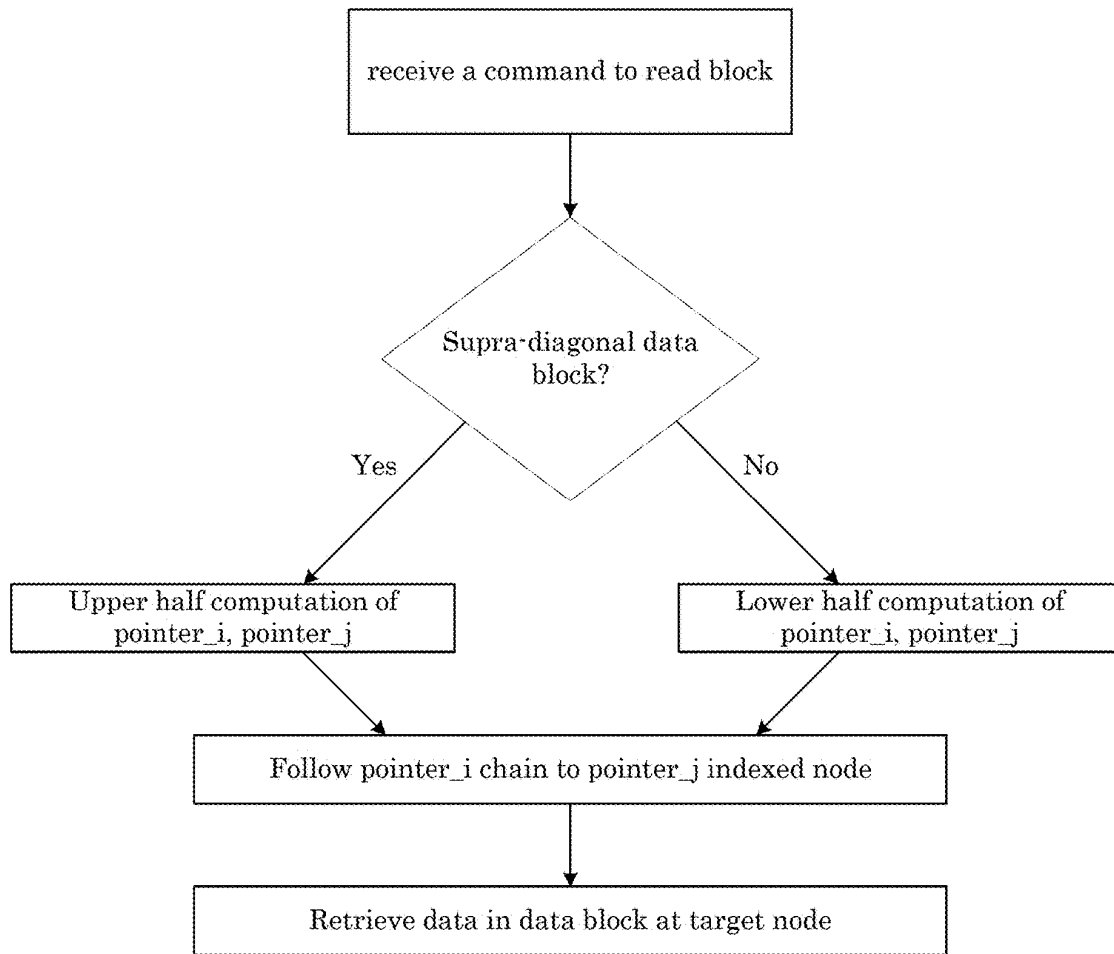 receive a command to read block
Supra-diagonal data
block?
Yes
No
Upper half computation of
pointer_i, pointer_j
Lower half computation of
pointer_i, pointer_j
Follow pointer_i chain to pointer_j indexed node
Retrieve data in data block at target node